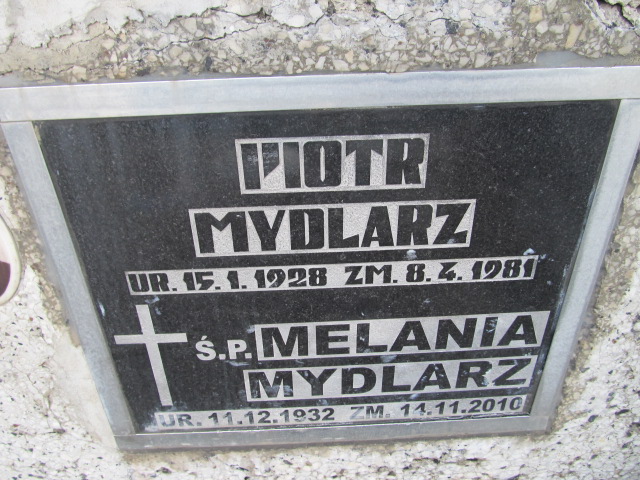 PIOTR
MYDLARZ
UR. 15.1.1928 ZM. 8.4.1981
Ś.P. MELANIA
MYDLARZ
UR. 11.12.1932 ZM. 14.11.2010